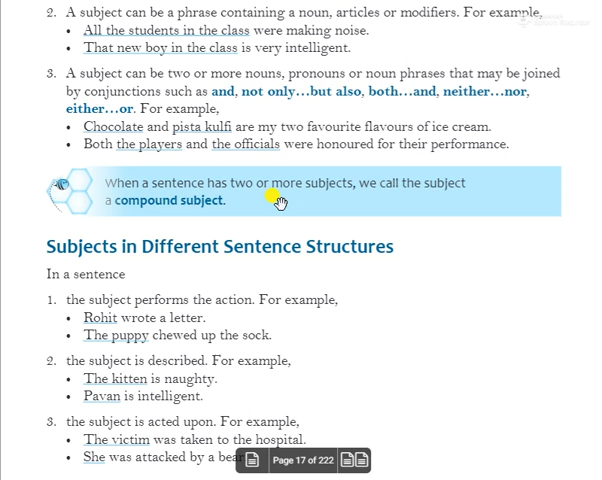 2. A subject can be a phrase containing a noun, articles or modifiers. For example,
• All the students in the class were making noise.
• That new boy in the class is very intelligent.
3. A subject can be two or more nouns, pronouns or noun phrases that may be joined
by conjunctions such as and, not only...but also, both...and, neither...nor,
either...or. For example,
• Chocolate and pista kulfi are my two favourite flavours of ice cream.
• Both the players and the officials were honoured for their performance.
When a sentence has two or more subjects, we call the subject
a compound subject.
Subjects in Different Sentence Structures
In a sentence
1. the subject performs the action. For example,
• Rohit wrote a letter.
• The puppy chewed up the sock.
2. the subject is described. For example,
• The kitten is naughty.
• Pavan is intelligent.
3. the subject is acted upon. For example,
• The victim was taken to the hospital.
• She was attacked by a bear
Page 17 of 222